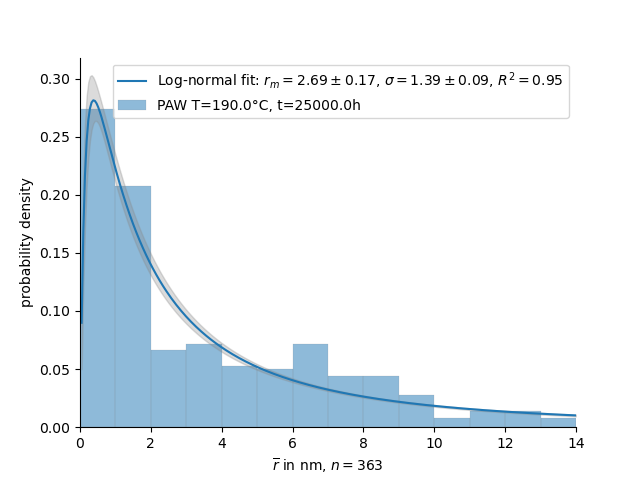 Log-normal fit: r_m = 2.69 ± 0.17, σ = 1.39 ± 0.09, R² = 0.95
PAW T=190.0°C, t=25000.0h
probability density
0.30
0.25
0.20
0.15
0.10
0.05
0.00
0 2 4 6 8 10 12 14
r̅ in nm, n = 363